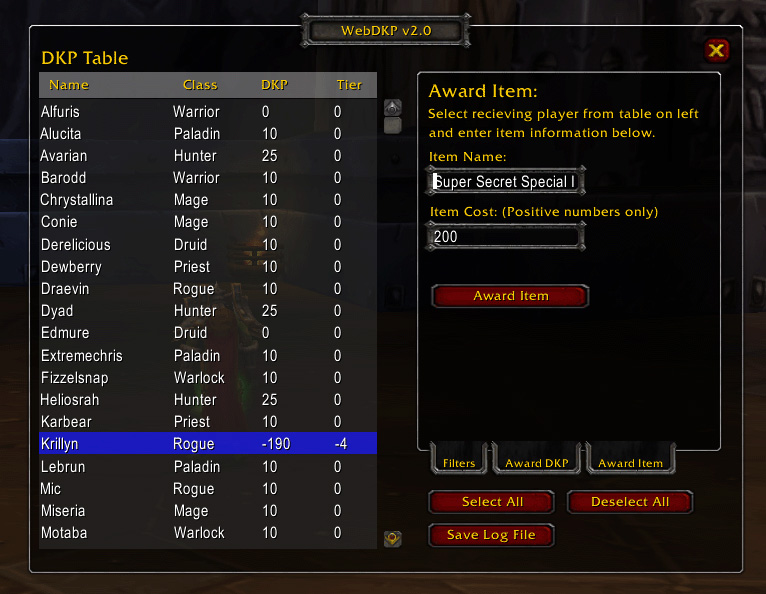 WebDKP v2.0
DKP Table
Name Class DKP Tier
Alfuris Warrior 0 0
Alucita Paladin 10 0
Avarian Hunter 25 0
Barodd Warrior 10 0
Chrystallina Mage 10 0
Conie Mage 10 0
Derelicious Druid 10 0
Dewberry Priest 10 0
Draevin Rogue 10 0
Dyad Hunter 25 0
Edmure Druid 0 0
Extremechris Paladin 10 0
Fizzelsnap Warlock 10 0
Heliosrah Hunter 25 0
Karbear Priest 10 0
Krillyn Rogue -190 -4
Lebrun Paladin 10 0
Mic Rogue 10 0
Miseria Mage 10 0
Motaba Warlock 10 0
Award Item:
Select recieving player from table on left
and enter item information below.
Item Name:
Super Secret Special I
Item Cost: (Positive numbers only)
200
Award Item
Filters Award DKP Award Item
Select All Deselect All
Save Log File